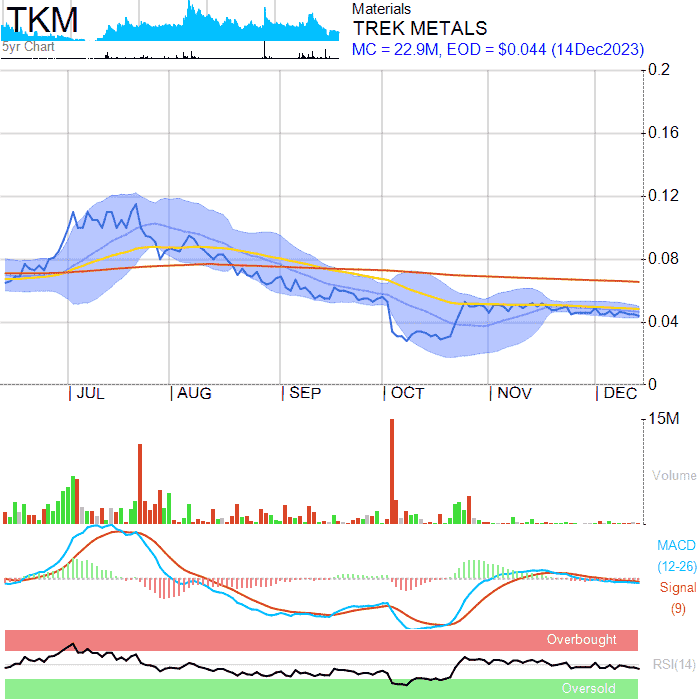 TKM
5yr Chart
Materials
TREK METALS
MC = 22.9M, EOD = $0.044 (14Dec2023)
0.2
0.16
0.12
0.08
0.04
0
JUL AUG SEP OCT NOV DEC
15M
Volume
MACD
(12-26)
Signal
(9)
Overbought
RSI(14)
Oversold